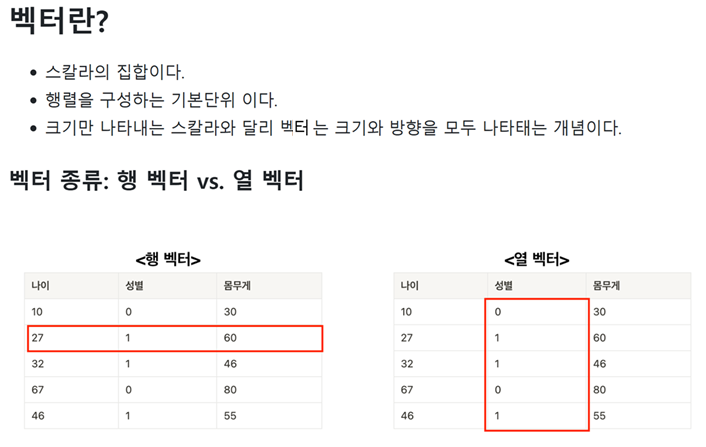 벡터란?
스칼라의 집합이다.
행렬을 구성하는 기본단위 이다.
크기만 나타내는 스칼라와 달리 벡터는 크기와 방향을 모두 나타태는 개념이다.
벡터 종류: 행 벡터 vs. 열 벡터
<행 벡터>
나이 성별 몸무게
10 0 30
27 1 60
32 1 46
67 0 80
46 1 55
<열 벡터>
나이 성별 몸무게
10 0 30
27 1 60
32 1 46
67 0 80
46 1 55